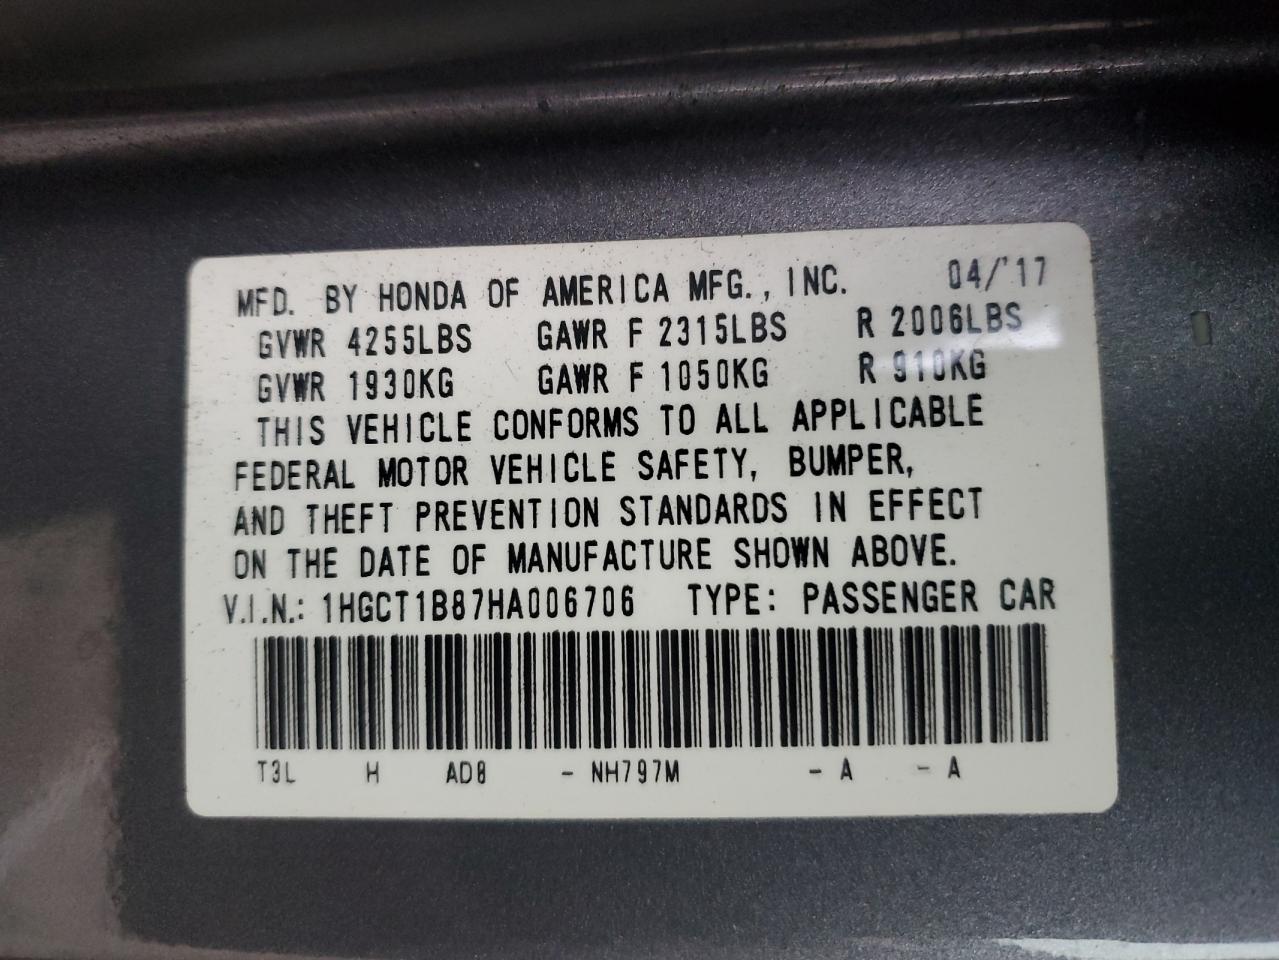 MFD. BY HONDA OF AMERICA MFG., INC. 04/'17
GVWR 4255LBS GAWR F 2315LBS R 2006LBS
GVWR 1930KG GAWR F 1050KG R 910KG
THIS VEHICLE CONFORMS TO ALL APPLICABLE
FEDERAL MOTOR VEHICLE SAFETY, BUMPER,
AND THEFT PREVENTION STANDARDS IN EFFECT
ON THE DATE OF MANUFACTURE SHOWN ABOVE.
V.I.N.: 1HGCT1B87HA006706 TYPE: PASSENGER CAR
T3L H AD8 - NH797M - A - A